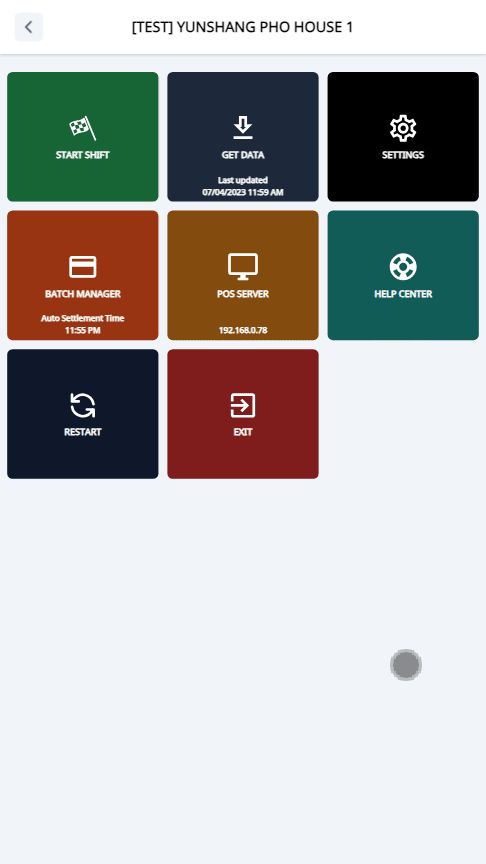 [TEST] YUNSHANG PHO HOUSE 1
START SHIFT
GET DATA
Last updated
07/04/2023 11:59 AM
SETTINGS
BATCH MANAGER
Auto Settlement Time
11:55 PM
POS SERVER
192.168.0.78
HELP CENTER
RESTART
EXIT